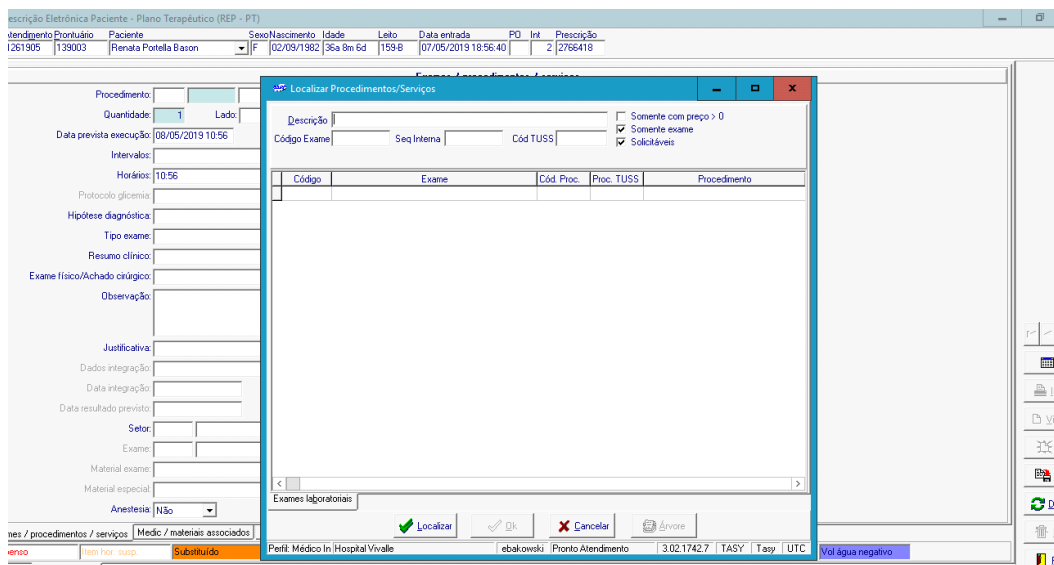 escrição Eletrônica Paciente - Plano Terapêutico (REP - PT)
tendimento Prontuário Paciente Sexo Nascimento Idade Leito Data entrada PO Int Prescrição
1261905 139003 Renata Portella Bason F 02/09/1982 36a 8m 6d 159-B 07/05/2019 18:56:40 2 2766418
Localizar Procedimentos/Serviços
Descrição
Somente com preço > 0
Código Exame Seq Interna Cód TUSS
Somente exame
Solicitáveis
Código Exame Cód. Proc. Proc. TUSS Procedimento
Exames laboratoriais
Localizar Ok Cancelar Árvore
Perfil: Médico In Hospital Vivalle ebakowski Pronto Atendimento 3.02.1742.7 TASY Tasy UTC
Procedimento:
Quantidade: 1 Lado:
Data prevista execução: 08/05/2019 10:56
Intervalos:
Horários: 10:56
Protocolo glicemia:
Hipótese diagnóstica:
Tipo exame:
Resumo clínico:
Exame físico/Achado cirúrgico:
Observação:
Justificativa:
Dados integração:
Data integração:
Data resultado previsto:
Setor:
Exame:
Material exame:
Material especial:
Anestesia: Não
mes / procedimentos / serviços Medic / materiais associados
penso Item hor. susp. Substituído Vol água negativo